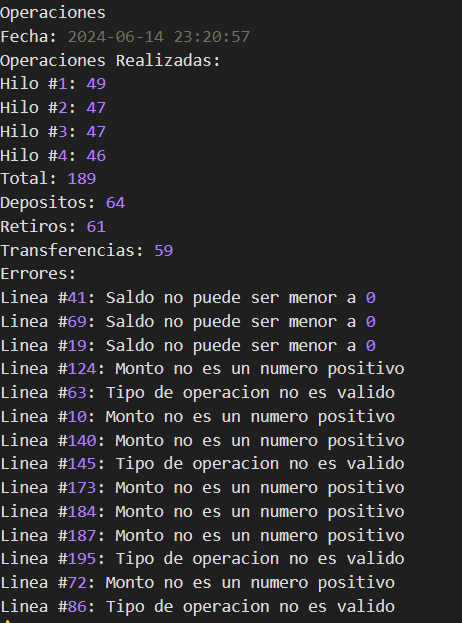 Operaciones
Fecha: 2024-06-14 23:20:57
Operaciones Realizadas:
Hilo #1: 49
Hilo #2: 47
Hilo #3: 47
Hilo #4: 46
Total: 189
Depositos: 64
Retiros: 61
Transferencias: 59
Errores:
Linea #41: Saldo no puede ser menor a 0
Linea #69: Saldo no puede ser menor a 0
Linea #19: Saldo no puede ser menor a 0
Linea #124: Monto no es un numero positivo
Linea #63: Tipo de operacion no es valido
Linea #10: Monto no es un numero positivo
Linea #140: Monto no es un numero positivo
Linea #145: Tipo de operacion no es valido
Linea #173: Monto no es un numero positivo
Linea #184: Monto no es un numero positivo
Linea #187: Monto no es un numero positivo
Linea #195: Tipo de operacion no es valido
Linea #72: Monto no es un numero positivo
Linea #86: Tipo de operacion no es valido